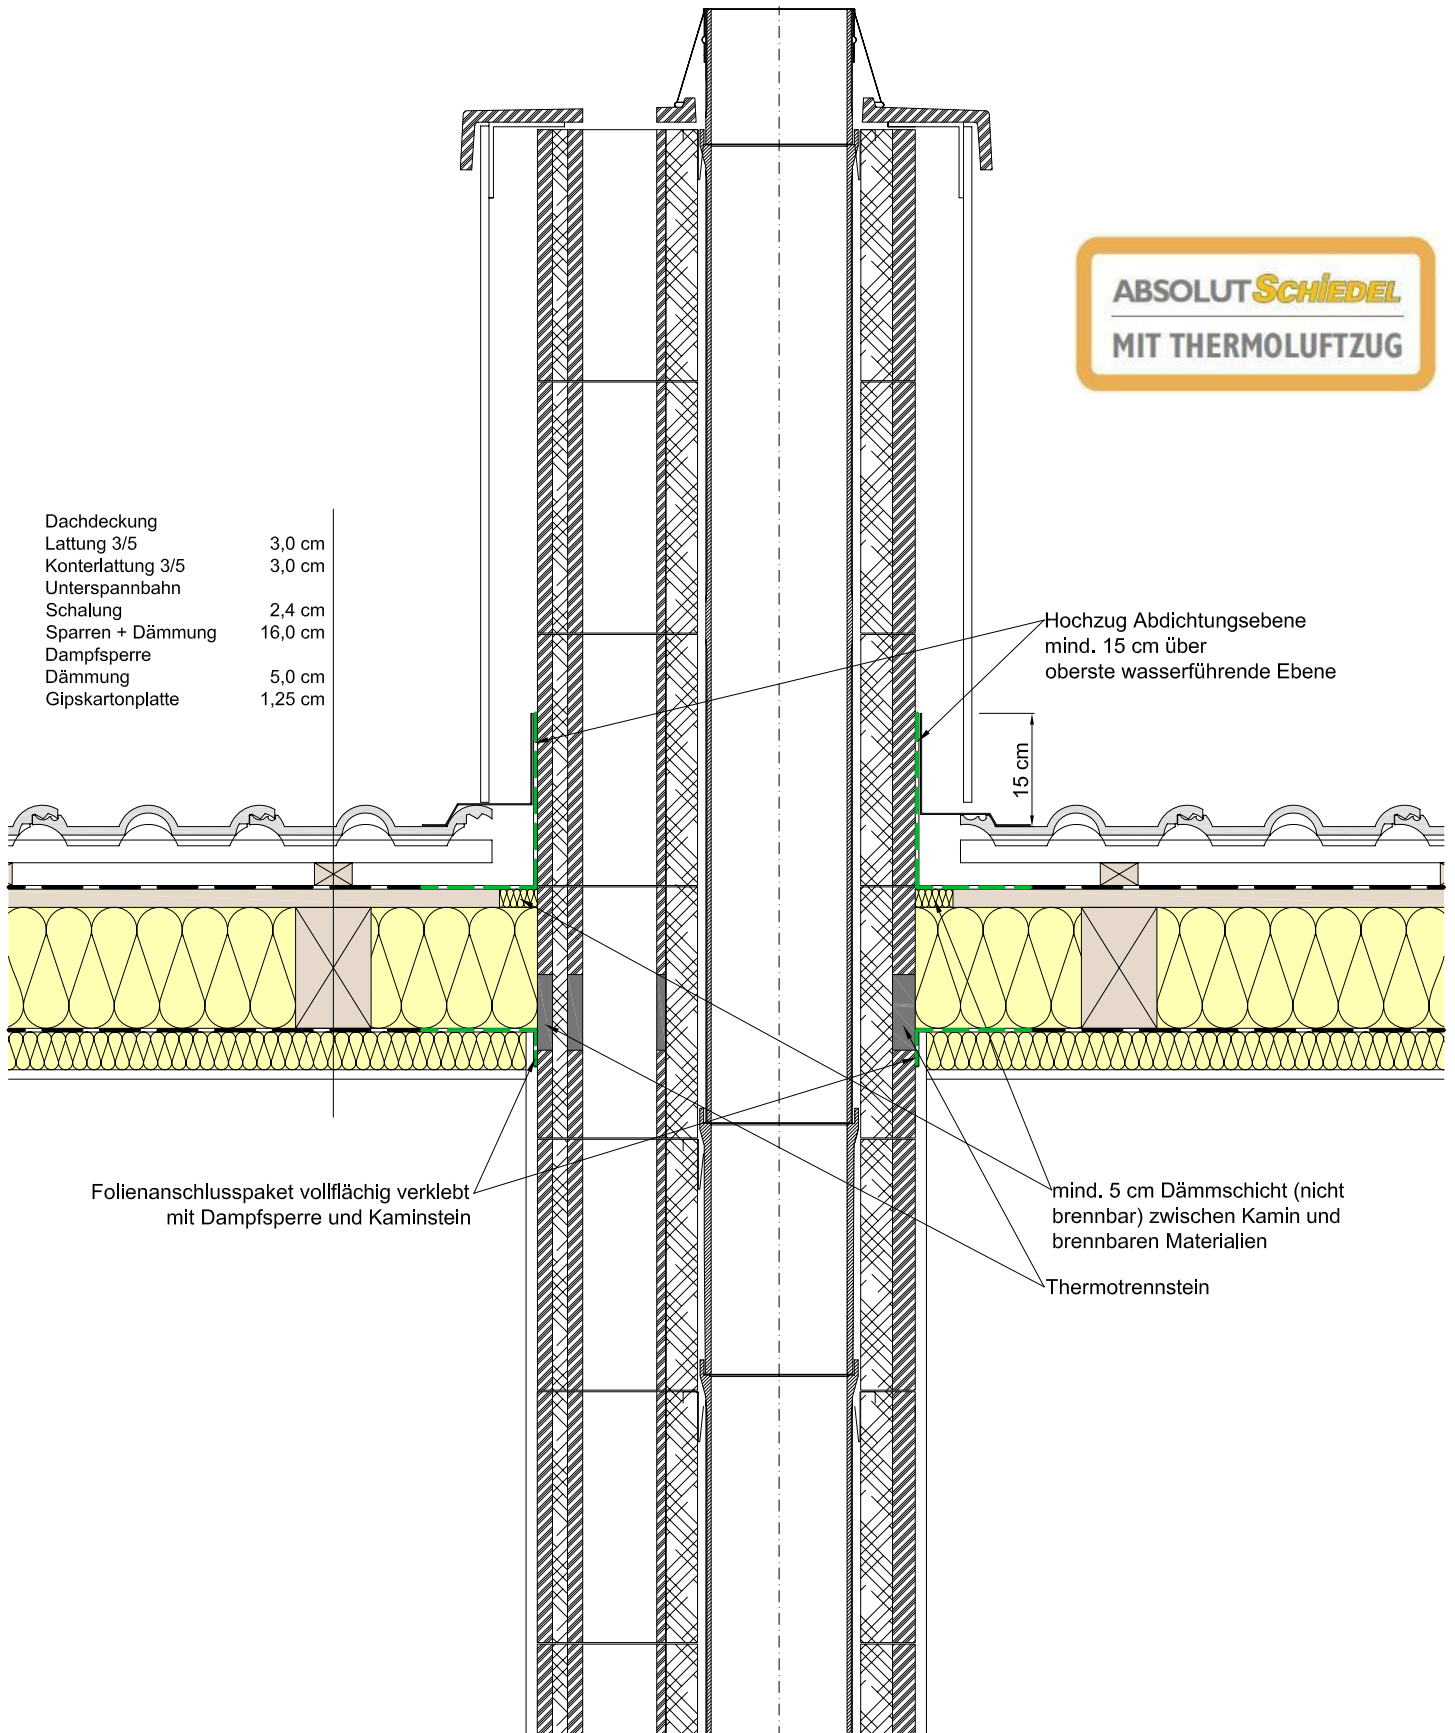 ABSOLUT SCHIEDEL
MIT THERMOLUFTZUG
Dachdeckung
Lattung 3/5 3,0 cm
Konterlattung 3/5 3,0 cm
Unterspannbahn
Schalung 2,4 cm
Sparren + Dämmung 16,0 cm
Dampfsperre
Dämmung 5,0 cm
Gipskartonplatte 1,25 cm
Hochzug Abdichtungsebene
mind. 15 cm über
oberste wasserführende Ebene
15 cm
Folienanschlusspaket vollflächig verklebt
mit Dampfsperre und Kaminstein
mind. 5 cm Dämmschicht (nicht
brennbar) zwischen Kamin und
brennbaren Materialien
Thermotrennstein